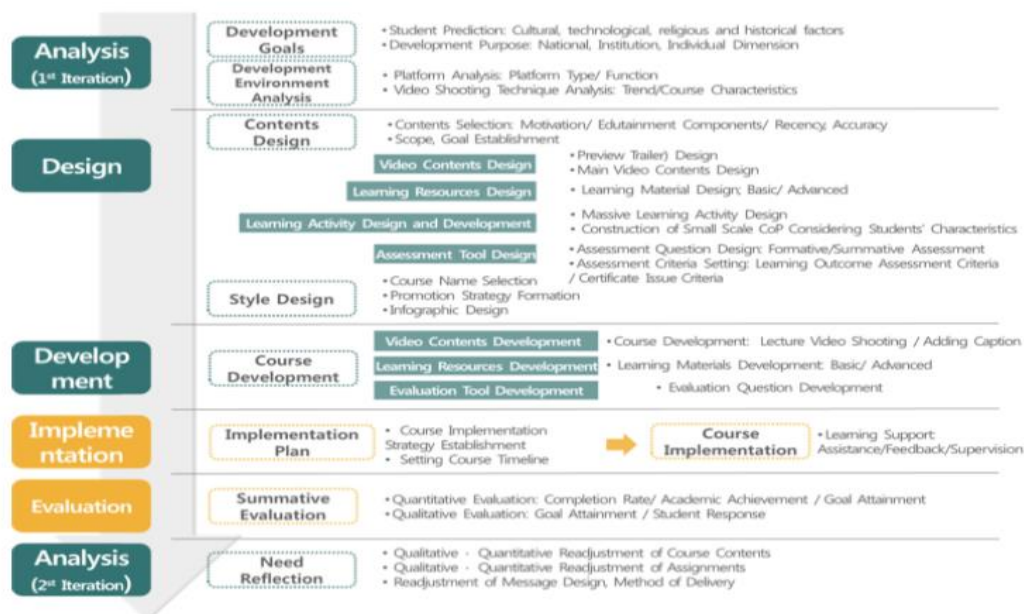 Analysis
(1st Iteration)
Development
Goals
• Student Prediction: Cultural, technological, religious and historical factors
• Development Purpose: National, Institution, Individual Dimension
Development
Environment
Analysis
• Platform Analysis: Platform Type/ Function
• Video Shooting Technique Analysis: Trend/Course Characteristics
Design
Contents
Design
• Contents Selection: Motivation/ Edutainment Components/ Recency, Accuracy
• Scope, Goal Establishment
Video Contents Design
• Preview Trailer) Design
• Main Video Contents Design
Learning Resources Design
• Learning Material Design; Basic/ Advanced
Learning Activity Design and Development
• Massive Learning Activity Design
• Construction of Small Scale CoP Considering Students' Characteristics
Assessment Tool Design
• Assessment Question Design: Formative/Summative Assessment
• Assessment Criteria Setting: Learning Outcome Assessment Criteria
/ Certificate Issue Criteria
Style Design
• Course Name Selection
• Promotion Strategy Formation
• Infographic Design
Develop
ment
Course
Development
Video Contents Development
• Course Development: Lecture Video Shooting / Adding Caption
Learning Resources Development
• Learning Materials Development: Basic/ Advanced
Evaluation Tool Development
• Evaluation Question Development
Impleme
ntation
Implementation
Plan
• Course Implementation
Strategy Establishment
• Setting Course Timeline
Course
Implementation
• Learning Support:
Assistance/Feedback/Supervision
Evaluation
Summative
Evaluation
• Quantitative Evaluation: Completion Rate/ Academic Achievement / Goal Attainment
• Qualitative Evaluation: Goal Attainment / Student Response
Analysis
(2st Iteration)
Need
Reflection
• Qualitative - Quantitative Readjustment of Course Contents
• Qualitative - Quantitative Readjustment of Assignments
• Readjustment of Message Design, Method of Delivery